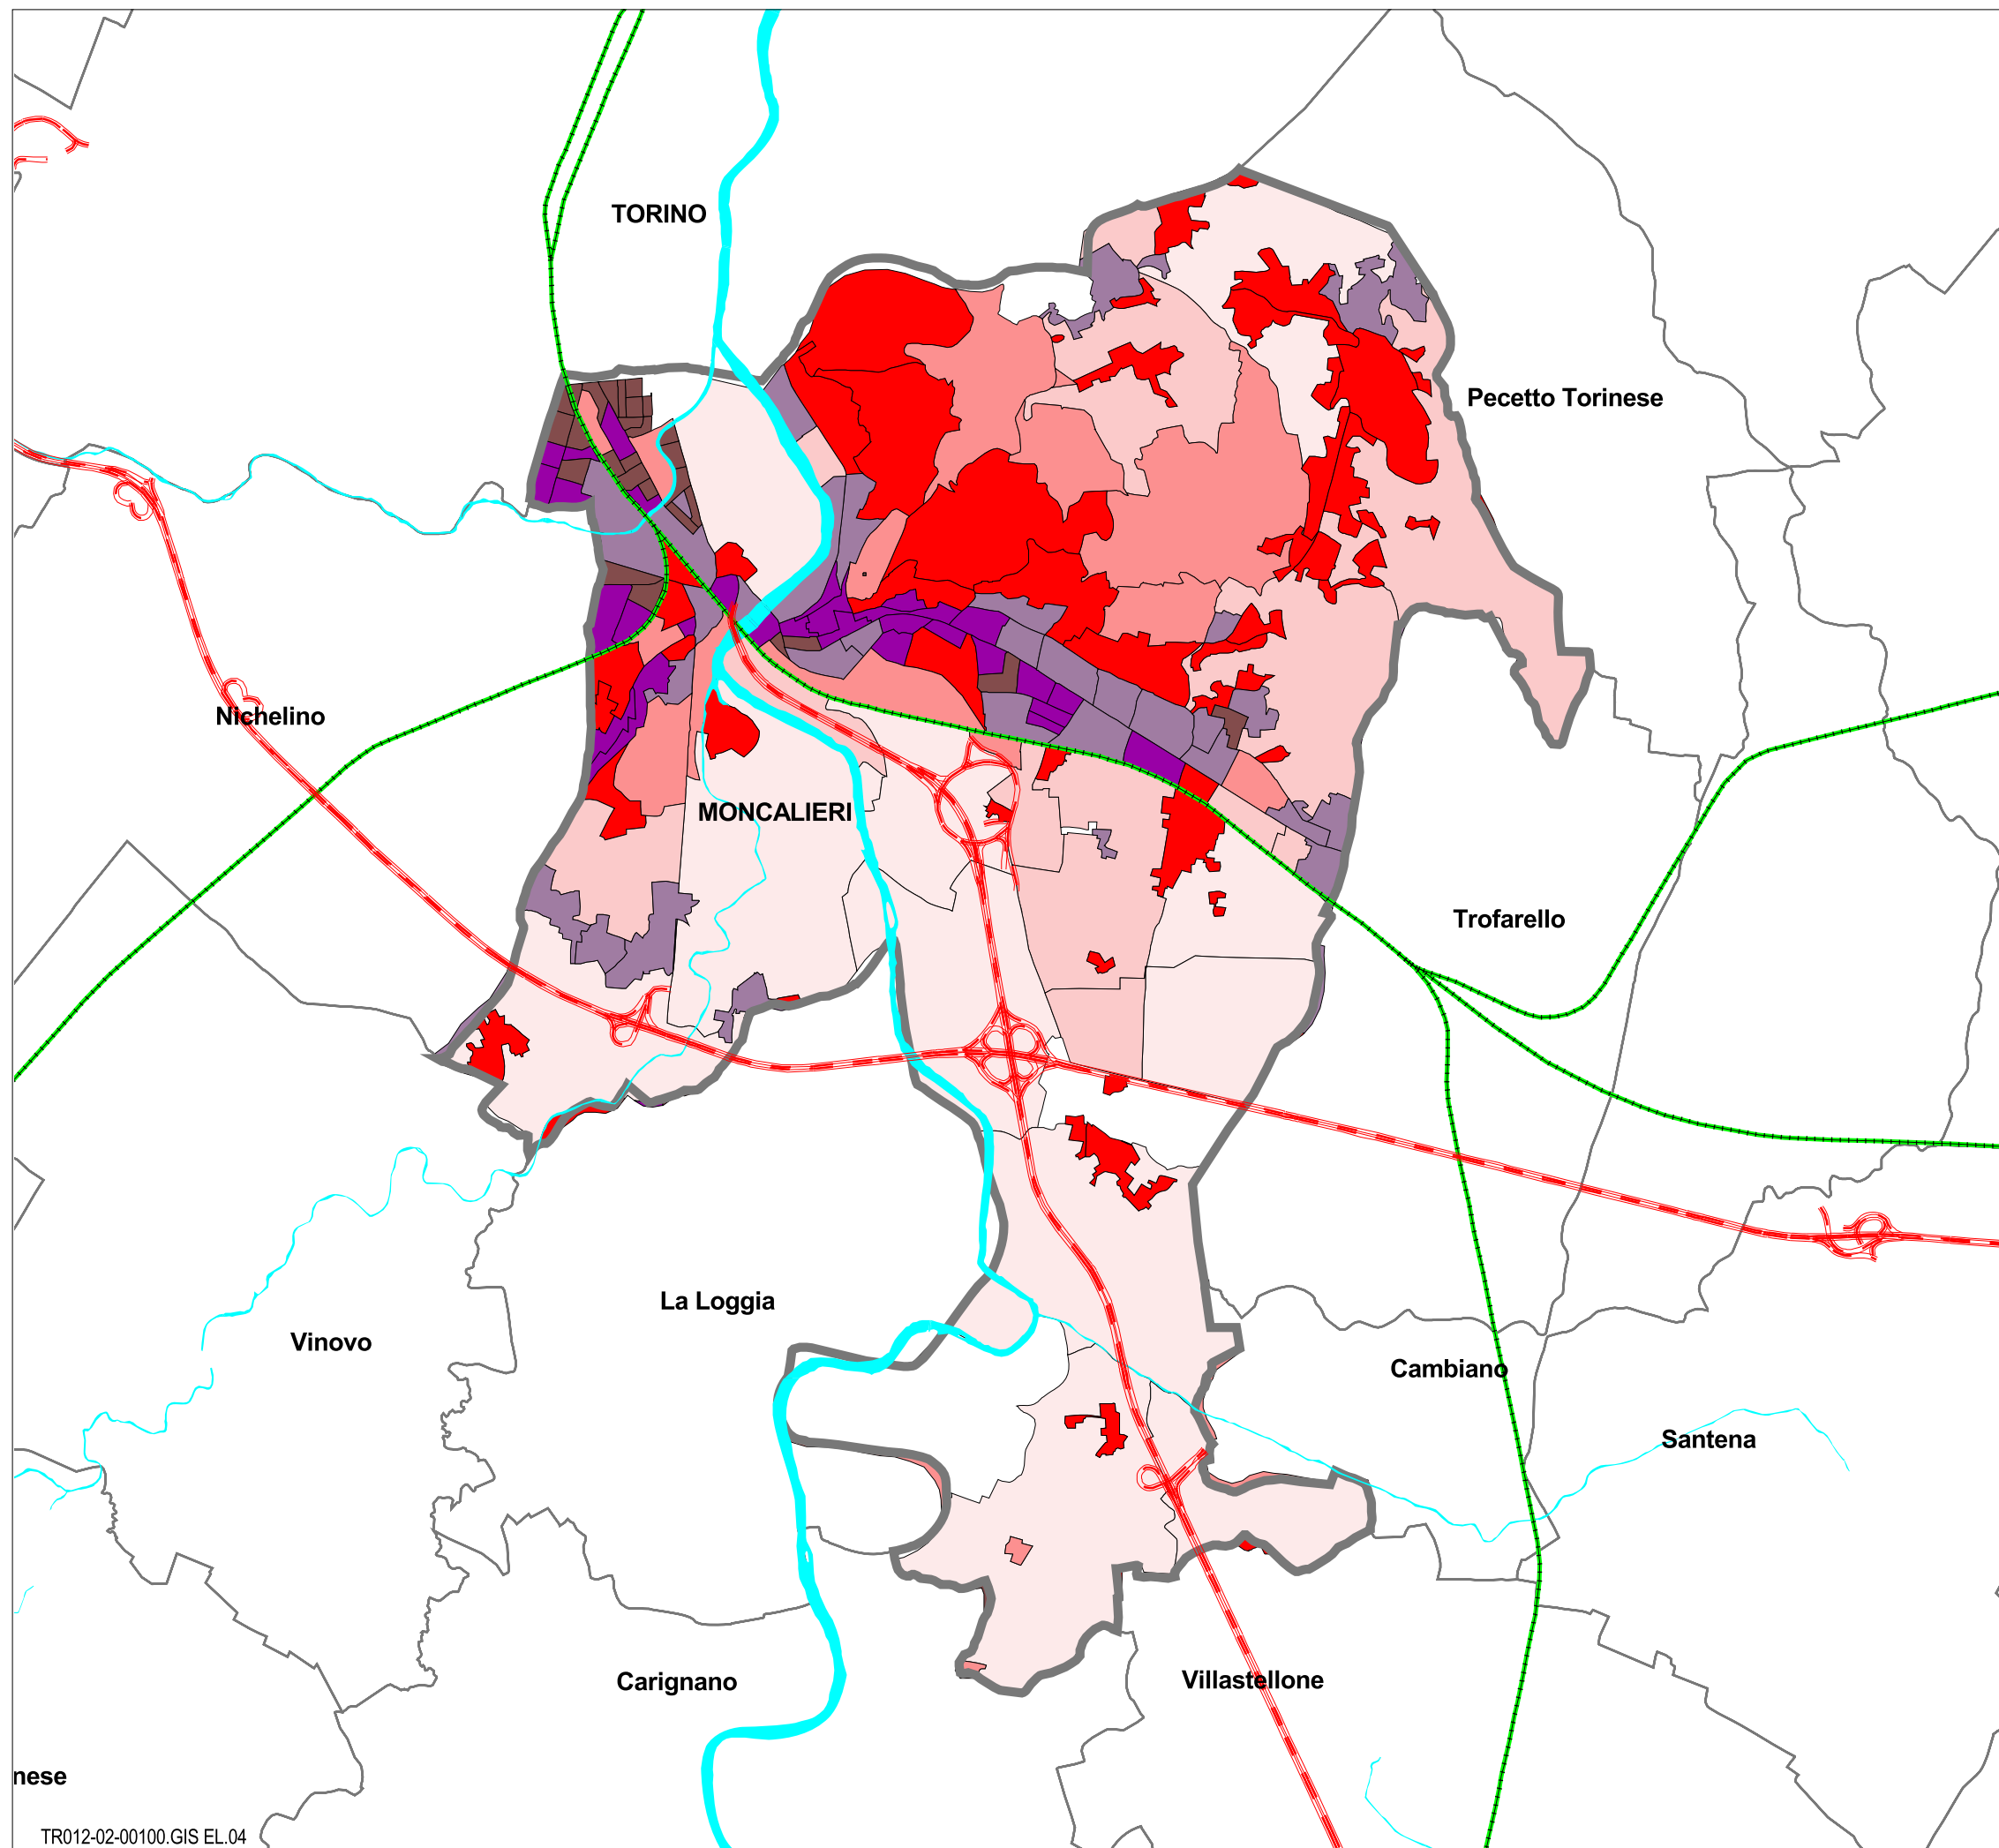 TORINO
Pecetto Torinese
Nichelino
MONCALIERI
Trofarello
La Loggia
Vinovo
Cambiano
Santena
Carignano
Villastellone
nese
TR012-02-00100.GIS EL.04